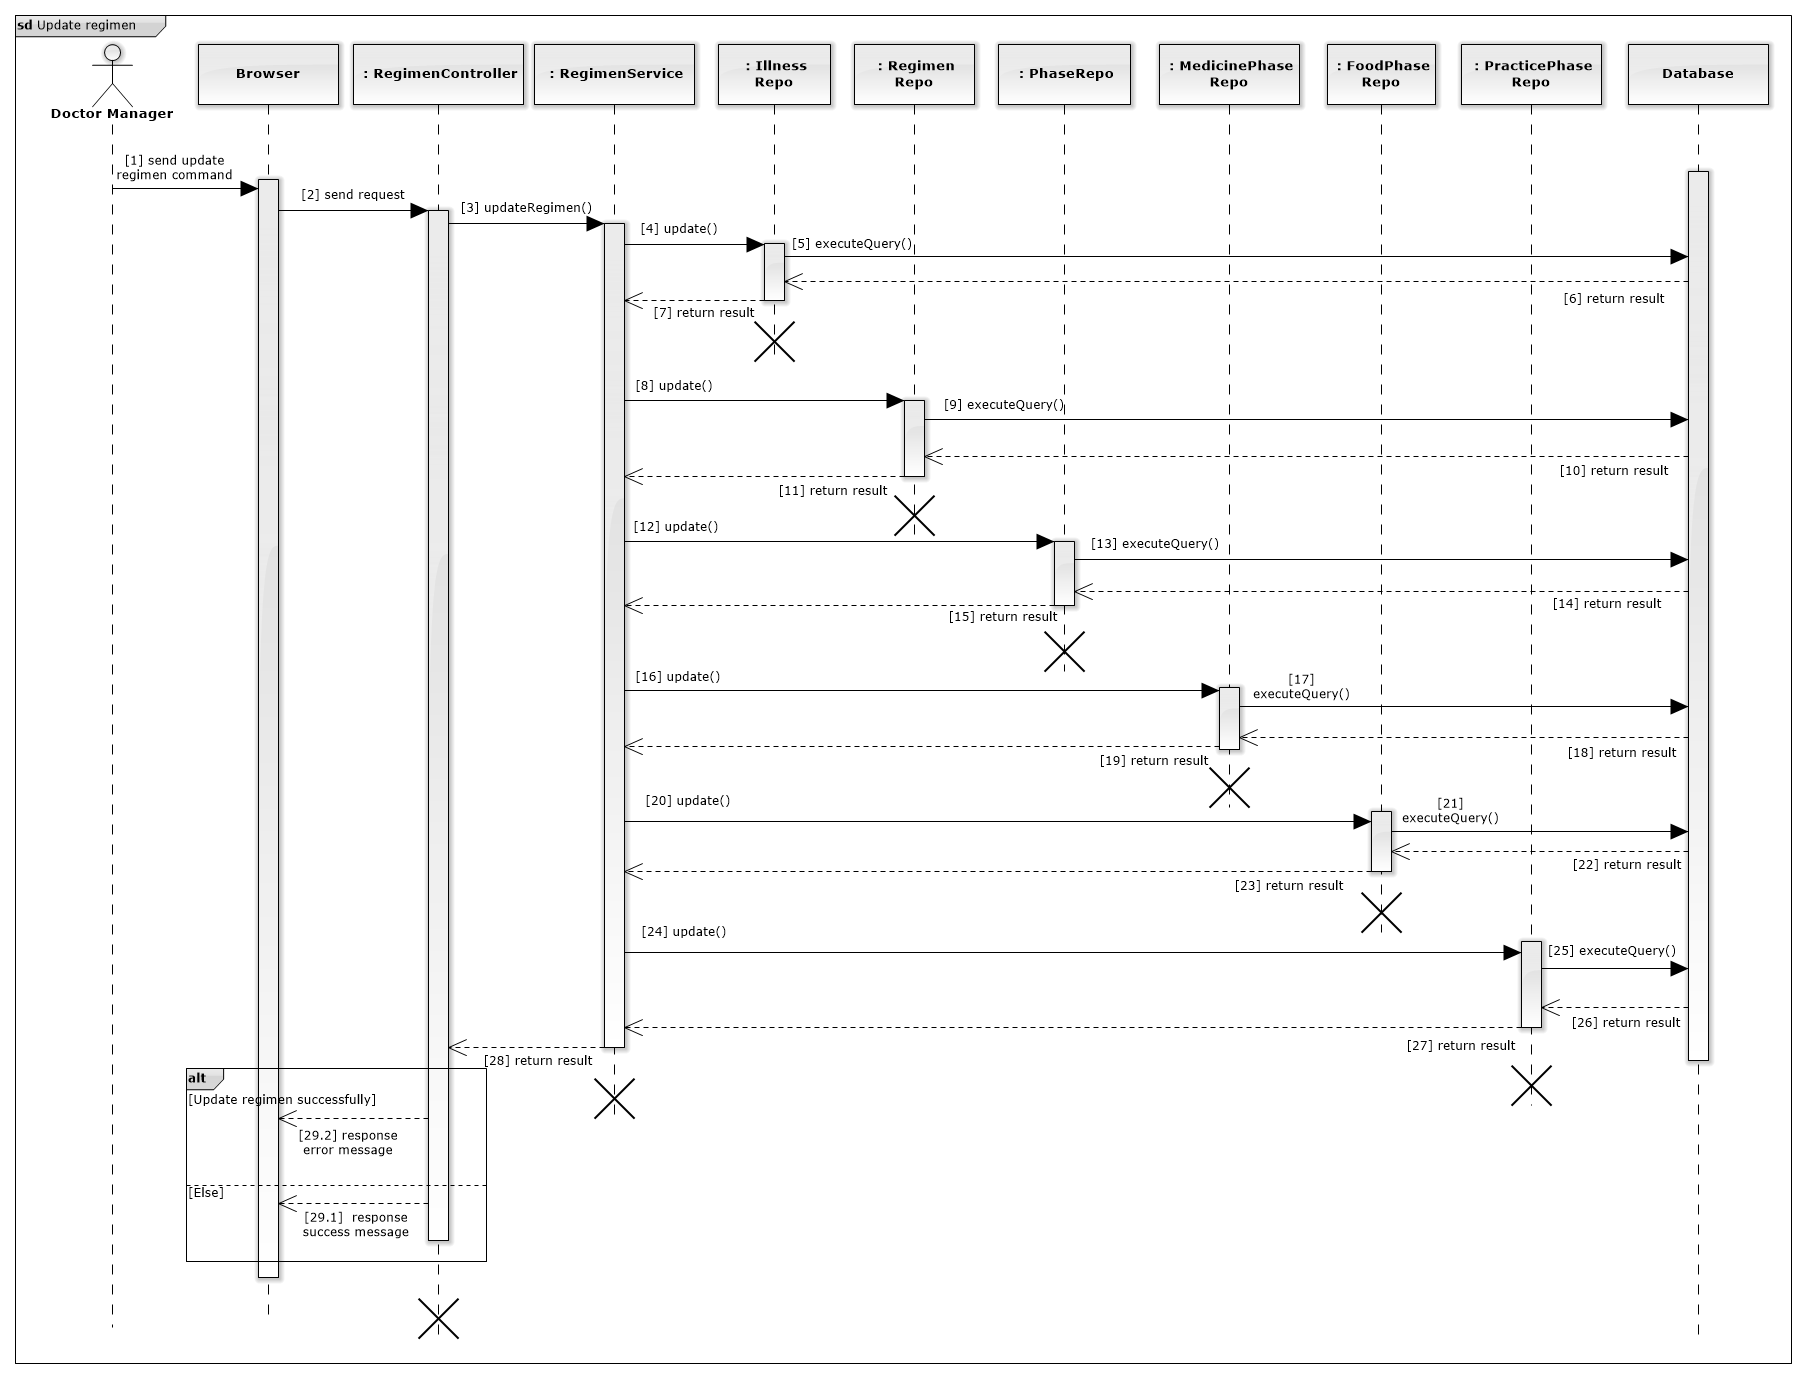 sd Update regimen
Doctor Manager
Browser
: RegimenController
: RegimenService
: Illness
Repo
: Regimen
Repo
: PhaseRepo
: MedicinePhase
Repo
: FoodPhase
Repo
: PracticePhase
Repo
Database
[1] send update
regimen command
[2] send request
[3] updateRegimen()
[4] update()
[5] executeQuery()
[6] return result
[7] return result
[8] update()
[9] executeQuery()
[10] return result
[11] return result
[12] update()
[13] executeQuery()
[14] return result
[15] return result
[16] update()
[17]
executeQuery()
[18] return result
[19] return result
[20] update()
[21]
executeQuery()
[22] return result
[23] return result
[24] update()
[25] executeQuery()
[26] return result
[27] return result
[28] return result
alt
[Update regimen successfully]
[29.2] response
error message
[Else]
[29.1]  response
success message